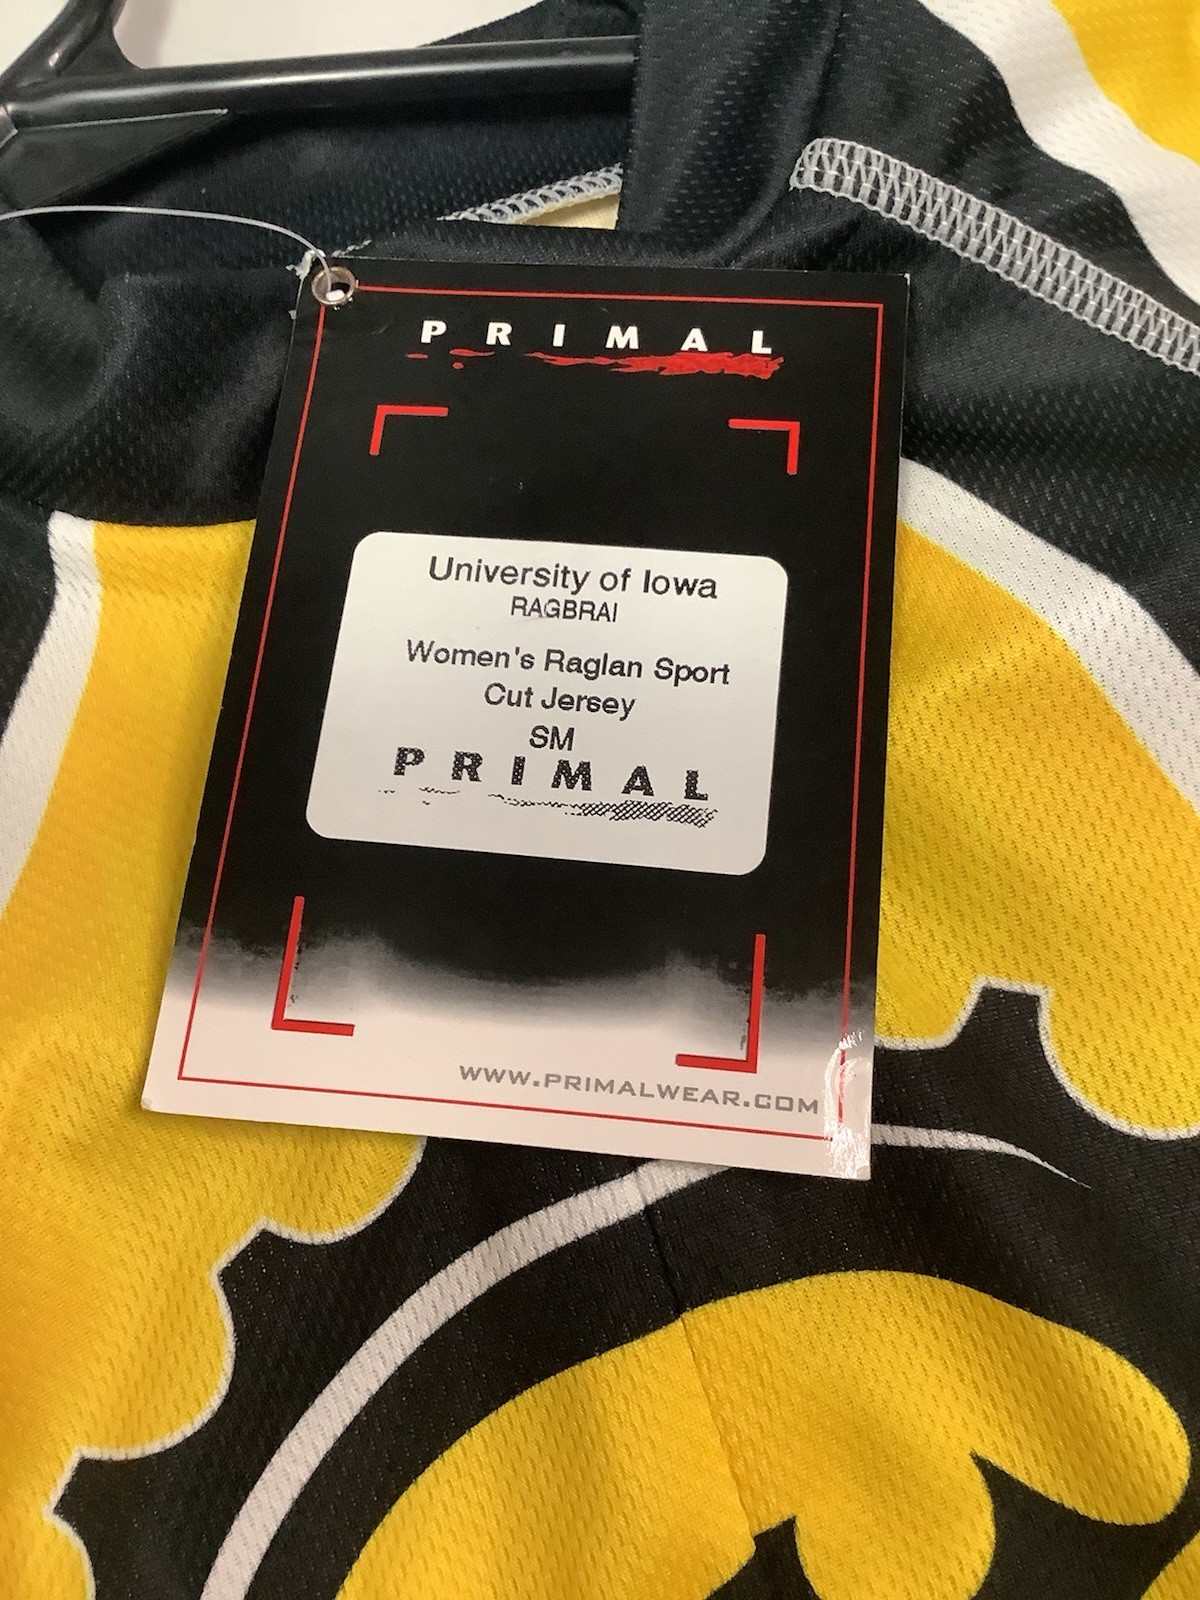 PRIMAL
University of Iowa
RAGBRAI
Women's Raglan Sport
Cut Jersey
SM
PRIMAL
WWW.PRIMALWEAR.COM